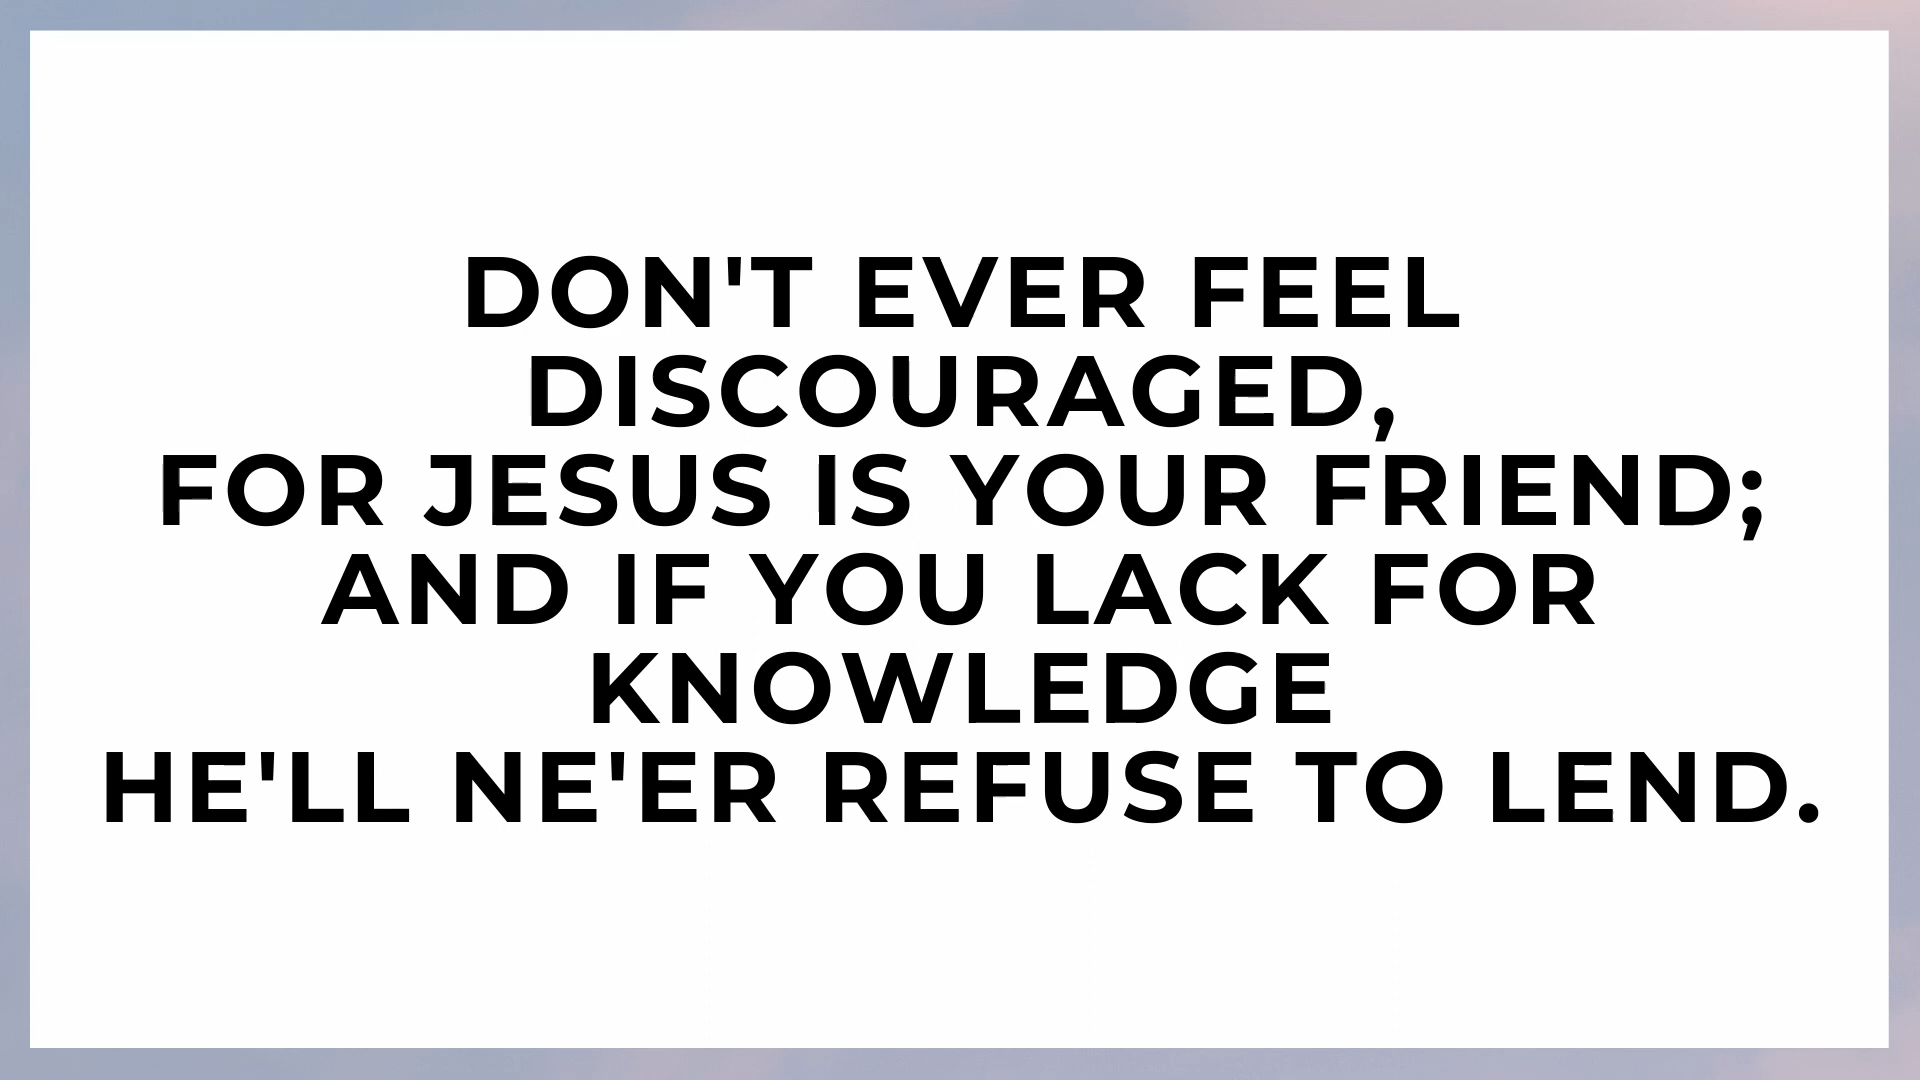 DON'T EVER FEEL
DISCOURAGED,
FOR JESUS IS YOUR FRIEND;
AND IF YOU LACK FOR
KNOWLEDGE
HE'LL NE'ER REFUSE TO LEND.